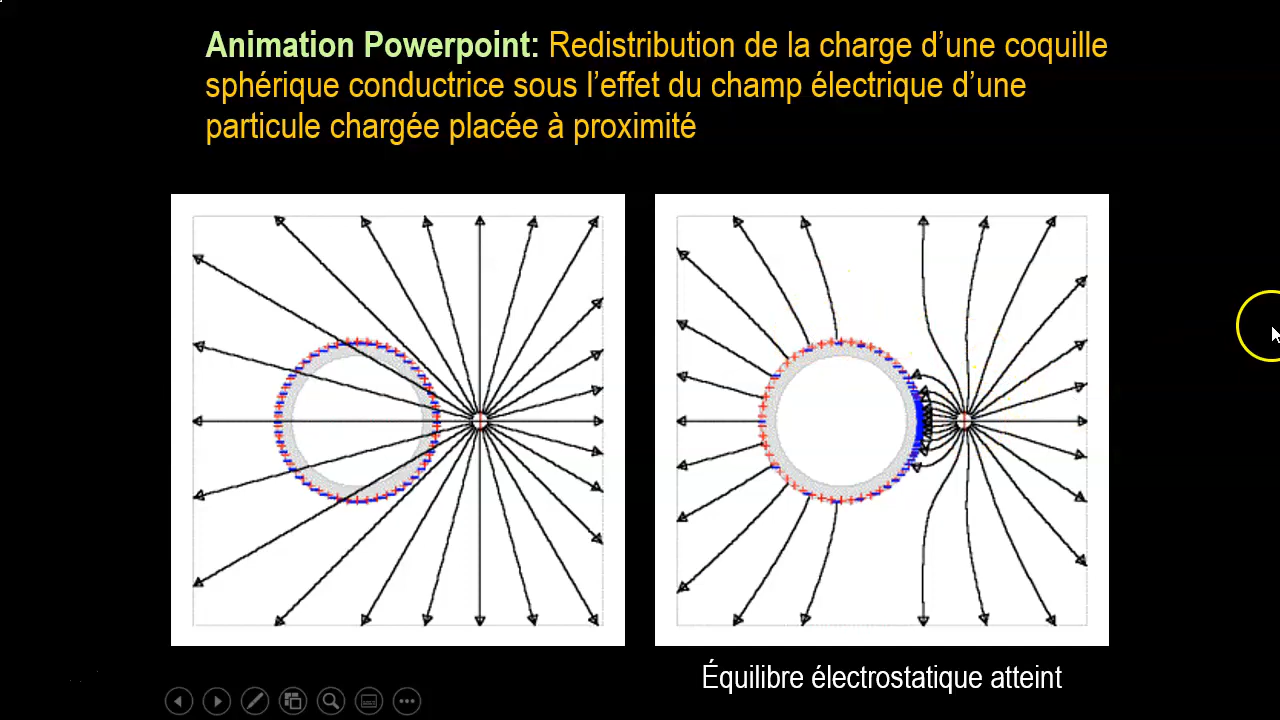 Animation Powerpoint: Redistribution de la charge d’une coquille
sphérique conductrice sous l’effet du champ électrique d’une
particule chargée placée à proximité
Équilibre électrostatique atteint